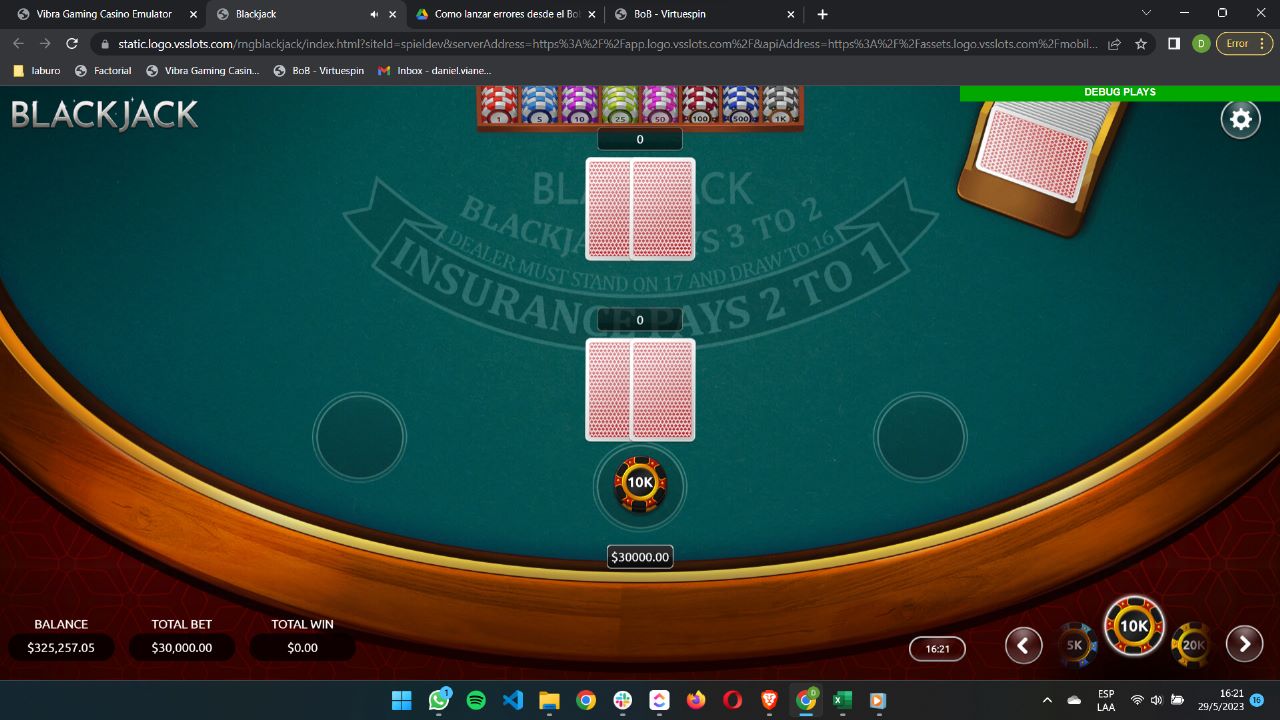 Vibra Gaming Casino Emulator
Blackjack
Como lanzar errores desde el Bo
BoB - Virtuespin
static.logo.vsslots.com/rngblackjack/index.html?siteId=spieldev&serverAddress=https%3A%2F%2Fapp.logo.vsslots.com%2F&apiAddress=https%3A%2F%2Fassets.logo.vsslots.com%2Fmobil...
D
Error
laburo
Factorial
Vibra Gaming Casin...
BoB - Virtuespin
Inbox - daniel.viane...
DEBUG PLAYS
BLACKJACK
1 5 10 25 50 100 500 1K
0
BLACKJACK
BLACKJACK PAYS 3 TO 2
DEALER MUST STAND ON 17 AND DRAW TO 16
INSURANCE PAYS 2 TO 1
0
10K
$30000.00
BALANCE TOTAL BET TOTAL WIN
$325,257.05 $30,000.00 $0.00
16:21
5K 10K 20K
1
D
ESP
LAA
16:21
29/5/2023
16